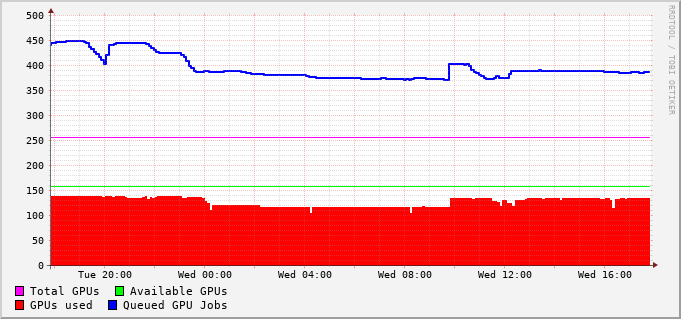 500
450
400
350
300
250
200
150
100
50
0
Tue 20:00 Wed 00:00 Wed 04:00 Wed 08:00 Wed 12:00 Wed 16:00
Total GPUs Available GPUs
GPUs used Queued GPU Jobs
RRDTOOL / TOBI OETIKER